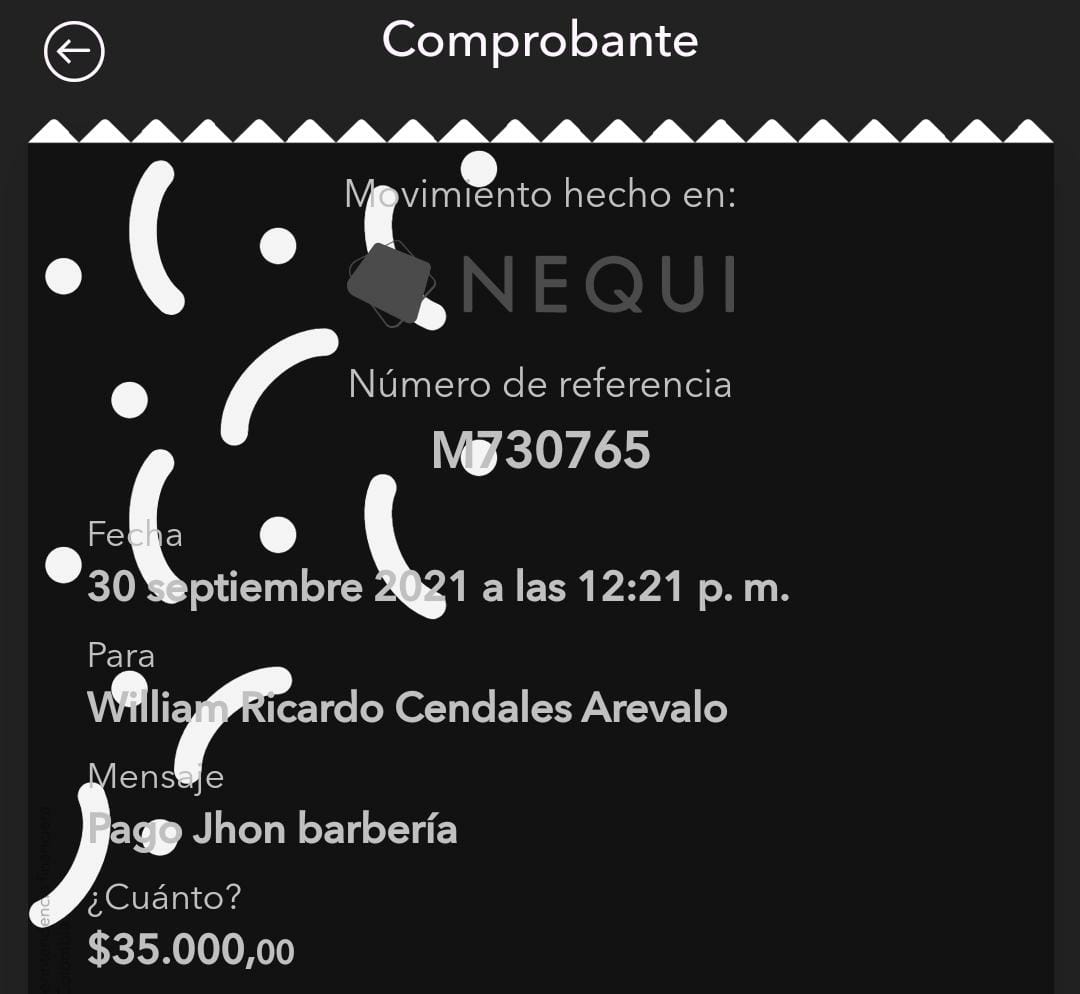 Comprobante
Movimiento hecho en:
NEQUI
Número de referencia
M730765
Fecha
30 septiembre 2021 a las 12:21 p. m.
Para
William Ricardo Cendales Arevalo
Mensaje
Pago Jhon barbería
¿Cuánto?
$35.000,00